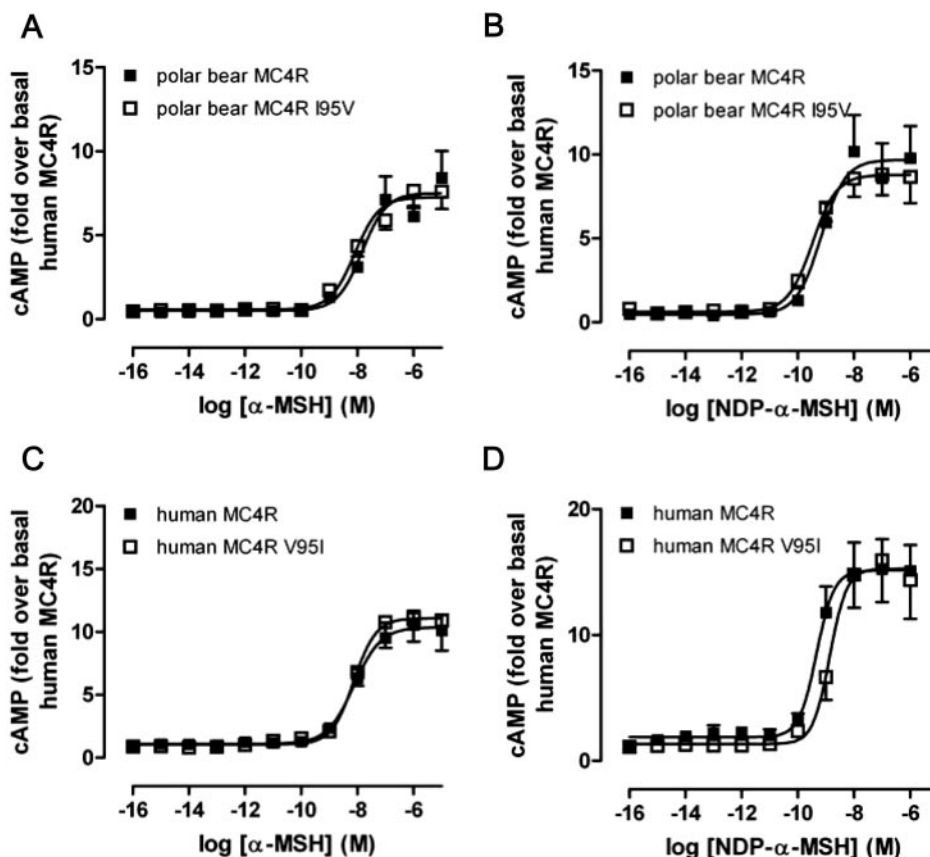 A
polar bear MC4R
polar bear MC4R I95V
cAMP (fold over basal
human MC4R)
15
10
5
0
-16 -14 -12 -10 -8 -6
log [α-MSH] (M)
B
polar bear MC4R
polar bear MC4R I95V
cAMP (fold over basal
human MC4R)
15
10
5
0
-16 -14 -12 -10 -8 -6
log [NDP-α-MSH] (M)
C
human MC4R
human MC4R V95I
cAMP (fold over basal
human MC4R)
20
15
10
5
0
-16 -14 -12 -10 -8 -6
log [α-MSH] (M)
D
human MC4R
human MC4R V95I
cAMP (fold over basal
human MC4R)
20
10
0
-16 -14 -12 -10 -8 -6
log [NDP-α-MSH] (M)